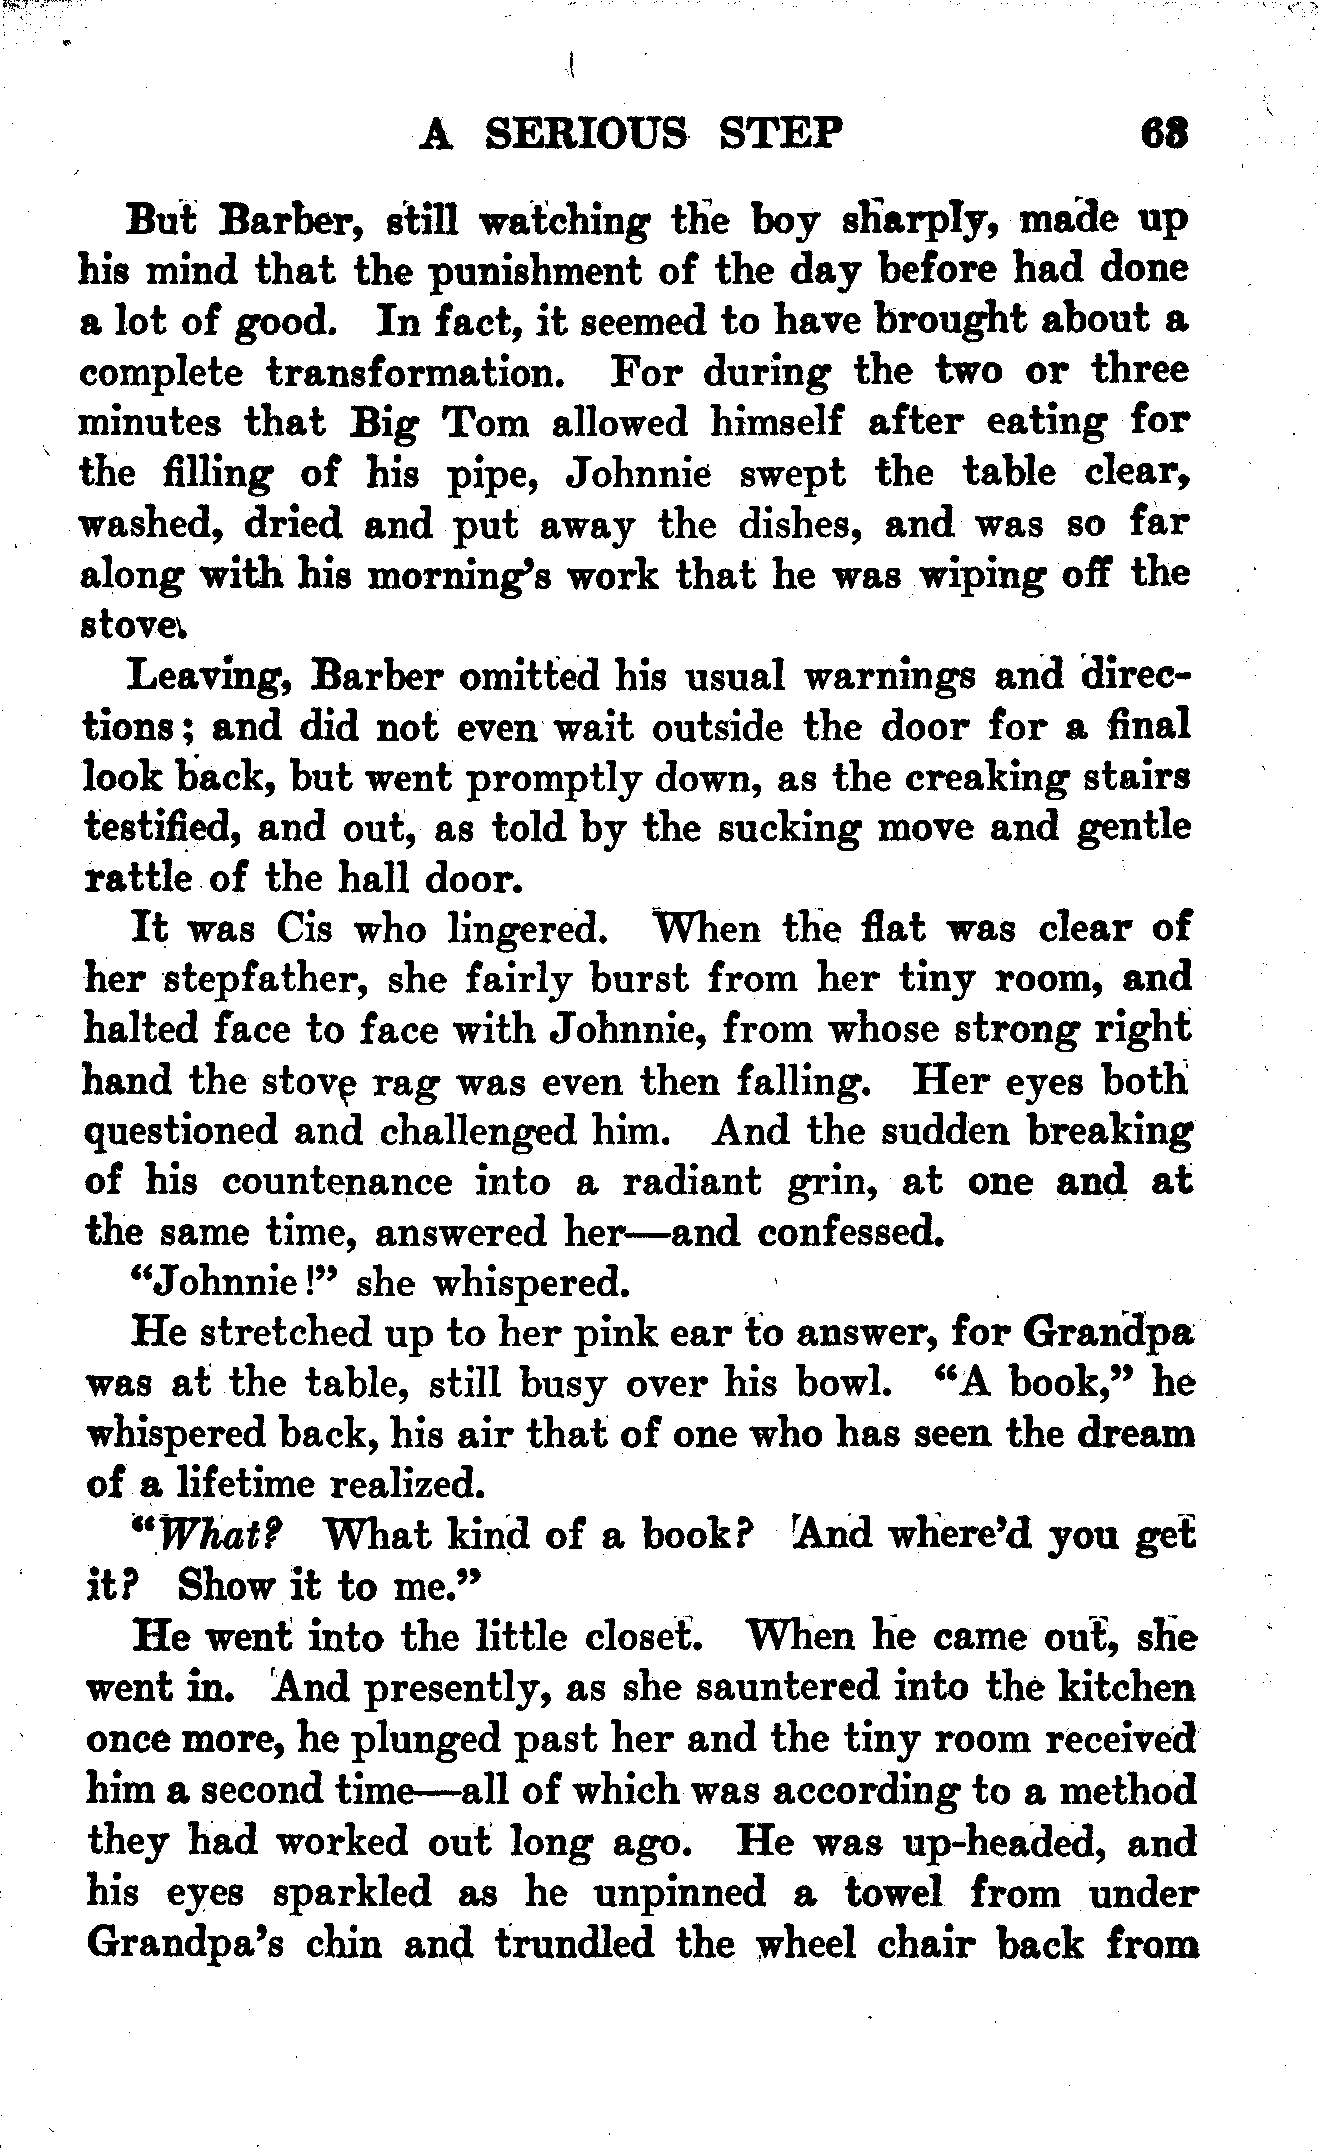 A SERIOUS STEP 63
But Barber, still watching the boy sharply, made up
his mind that the punishment of the day before had done
a lot of good. In fact, it seemed to have brought about a
complete transformation. For during the two or three
minutes that Big Tom allowed himself after eating for
the filling of his pipe, Johnnie swept the table clear,
washed, dried and put away the dishes, and was so far
along with his morning's work that he was wiping off the
stove.
Leaving, Barber omitted his usual warnings and direc-
tions; and did not even wait outside the door for a final
look back, but went promptly down, as the creaking stairs
testified, and out, as told by the sucking move and gentle
rattle of the hall door.
It was Cis who lingered. When the flat was clear of
her stepfather, she fairly burst from her tiny room, and
halted face to face with Johnnie, from whose strong right
hand the stove rag was even then falling. Her eyes both
questioned and challenged him. And the sudden breaking
of his countenance into a radiant grin, at one and at
the same time, answered her—and confessed.
"Johnnie!" she whispered.
He stretched up to her pink ear to answer, for Grandpa
was at the table, still busy over his bowl. "A book," he
whispered back, his air that of one who has seen the dream
of a lifetime realized.
"What? What kind of a book? And where'd you get
it? Show it to me."
He went into the little closet. When he came out, she
went in. And presently, as she sauntered into the kitchen
once more, he plunged past her and the tiny room received
him a second time—all of which was according to a method
they had worked out long ago. He was up-headed, and
his eyes sparkled as he unpinned a towel from under
Grandpa's chin and trundled the wheel chair back from